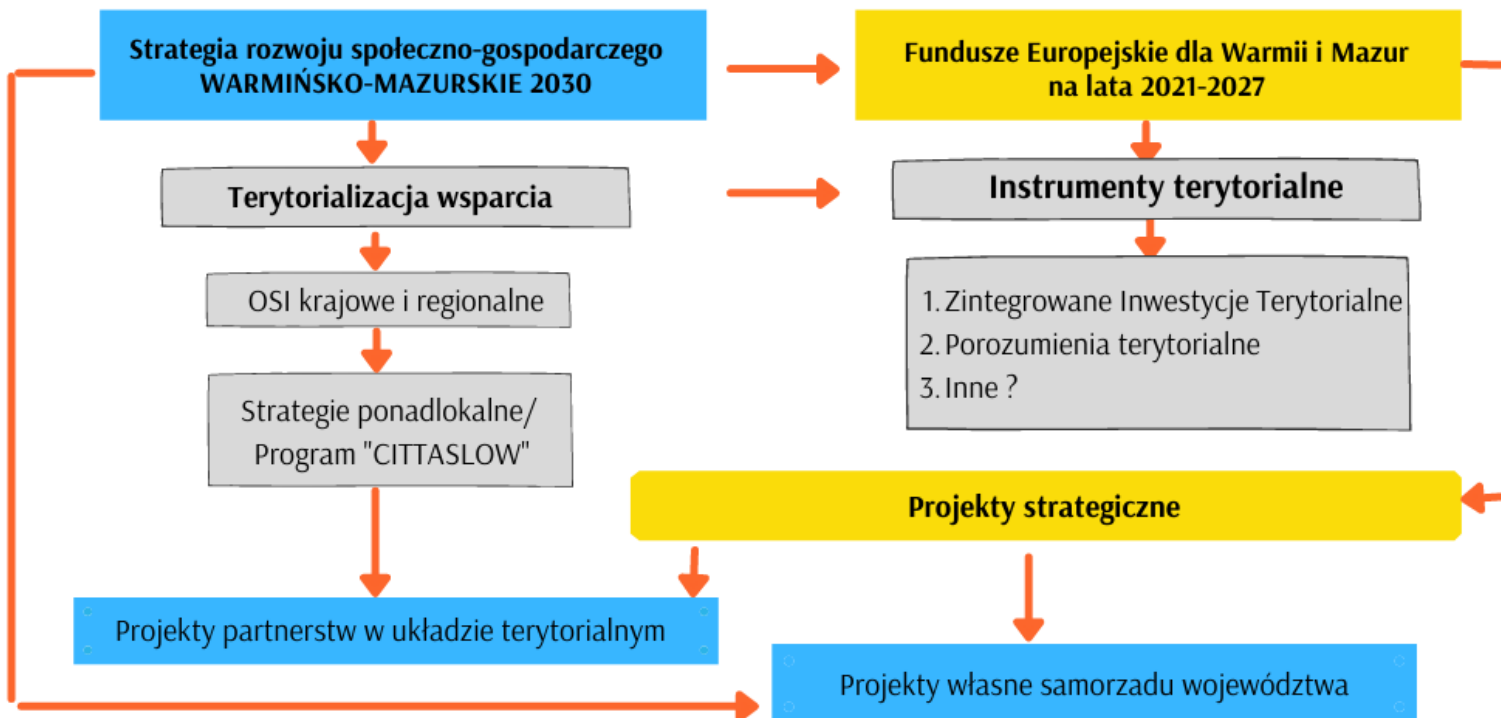 Strategia rozwoju społeczno-gospodarczego
WARMIŃSKO-MAZURSKIE 2030
Fundusze Europejskie dla Warmii i Mazur
na lata 2021-2027
Terytorializacja wsparcia
Instrumenty terytorialne
OSI krajowe i regionalne
1. Zintegrowane Inwestycje Terytorialne
2. Porozumienia terytorialne
3. Inne ?
Strategie ponadlokalne/
Program "CITTASLOW"
Projekty strategiczne
Projekty partnerstw w układzie terytorialnym
Projekty własne samorzadu województwa